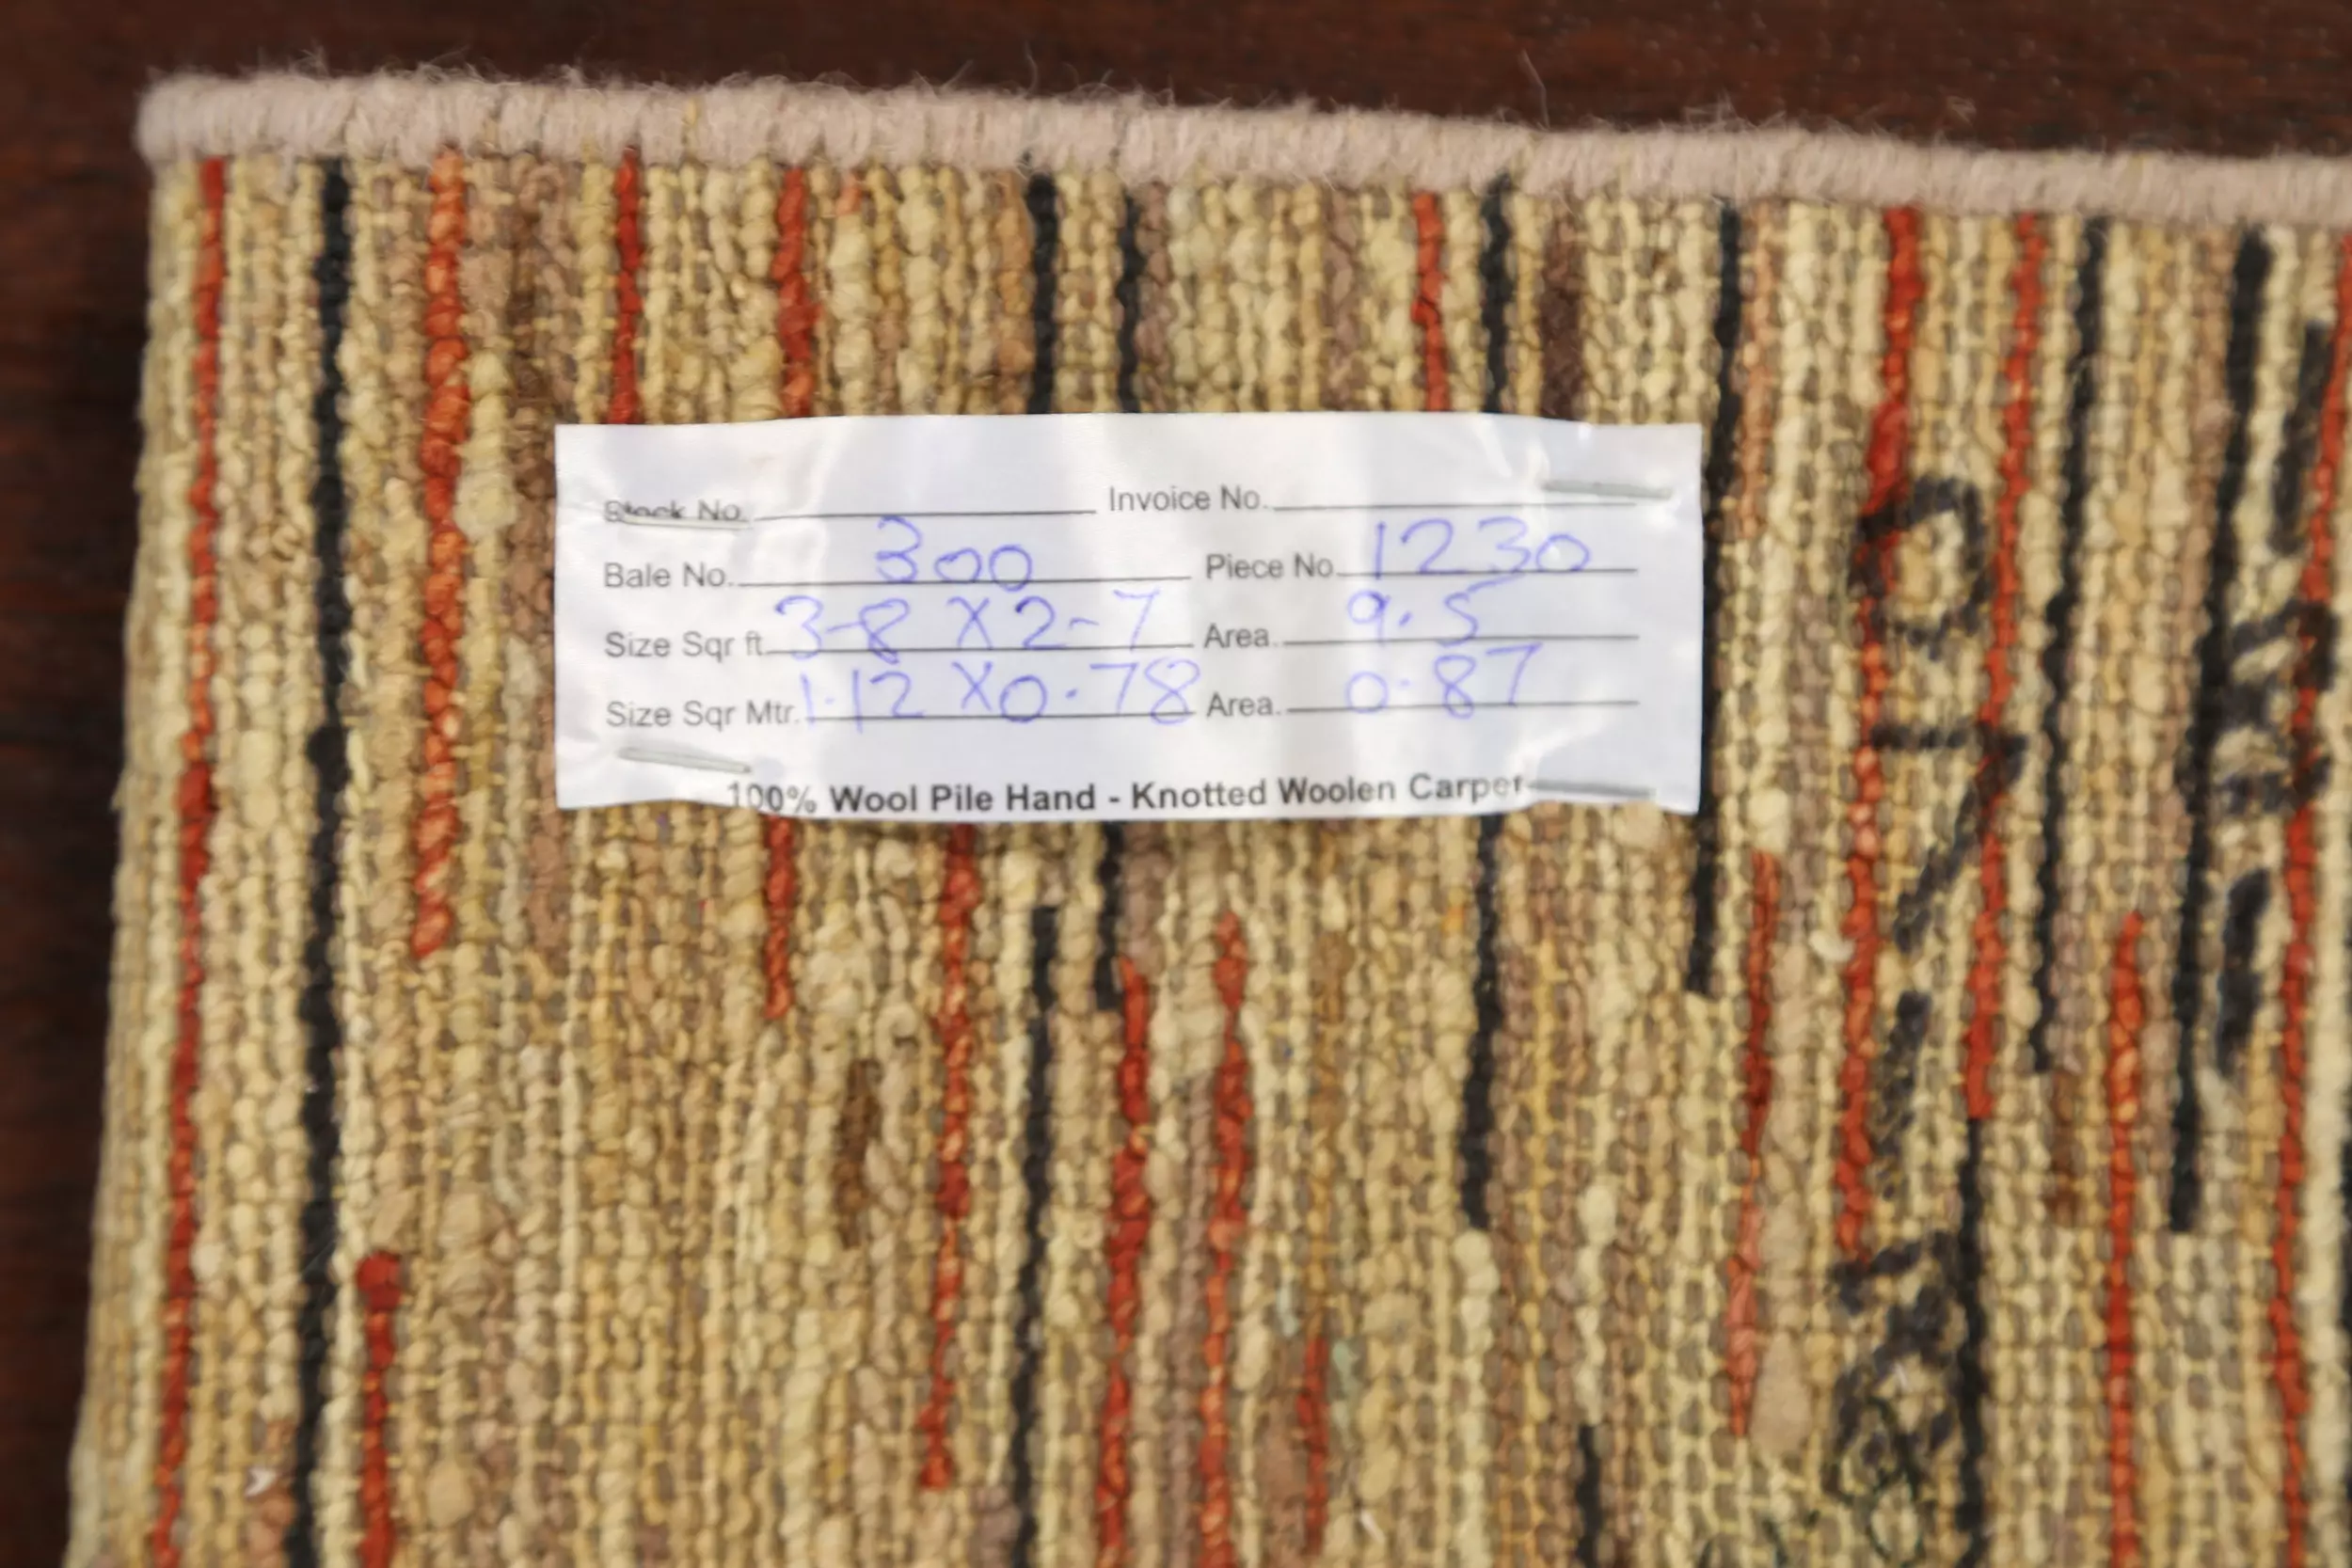 Stock No. Invoice No.
Bale No. 300 Piece No. 1230
Size Sqr ft. 3-8 X 2-7 Area. 9.5
Size Sqr Mtr. 1.12 X 0.78 Area. 0.87
100% Wool Pile Hand - Knotted Woolen Carpet